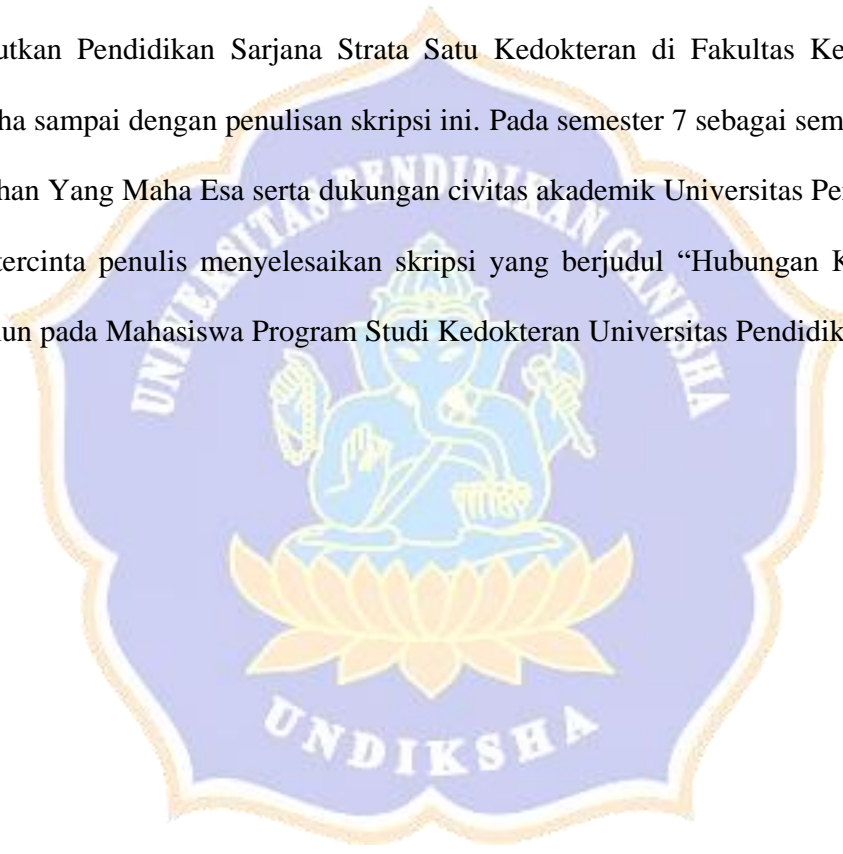 utkan Pendidikan Sarjana Strata Satu Kedokteran di Fakultas Ke
ha sampai dengan penulisan skripsi ini. Pada semester 7 sebagai sem
han Yang Maha Esa serta dukungan civitas akademik Universitas Pe
tercinta penulis menyelesaikan skripsi yang berjudul “Hubungan K
un pada Mahasiswa Program Studi Kedokteran Universitas Pendidik
UNIVERSITAS PENDIDIKAN GANESHA
UNDIKSHA